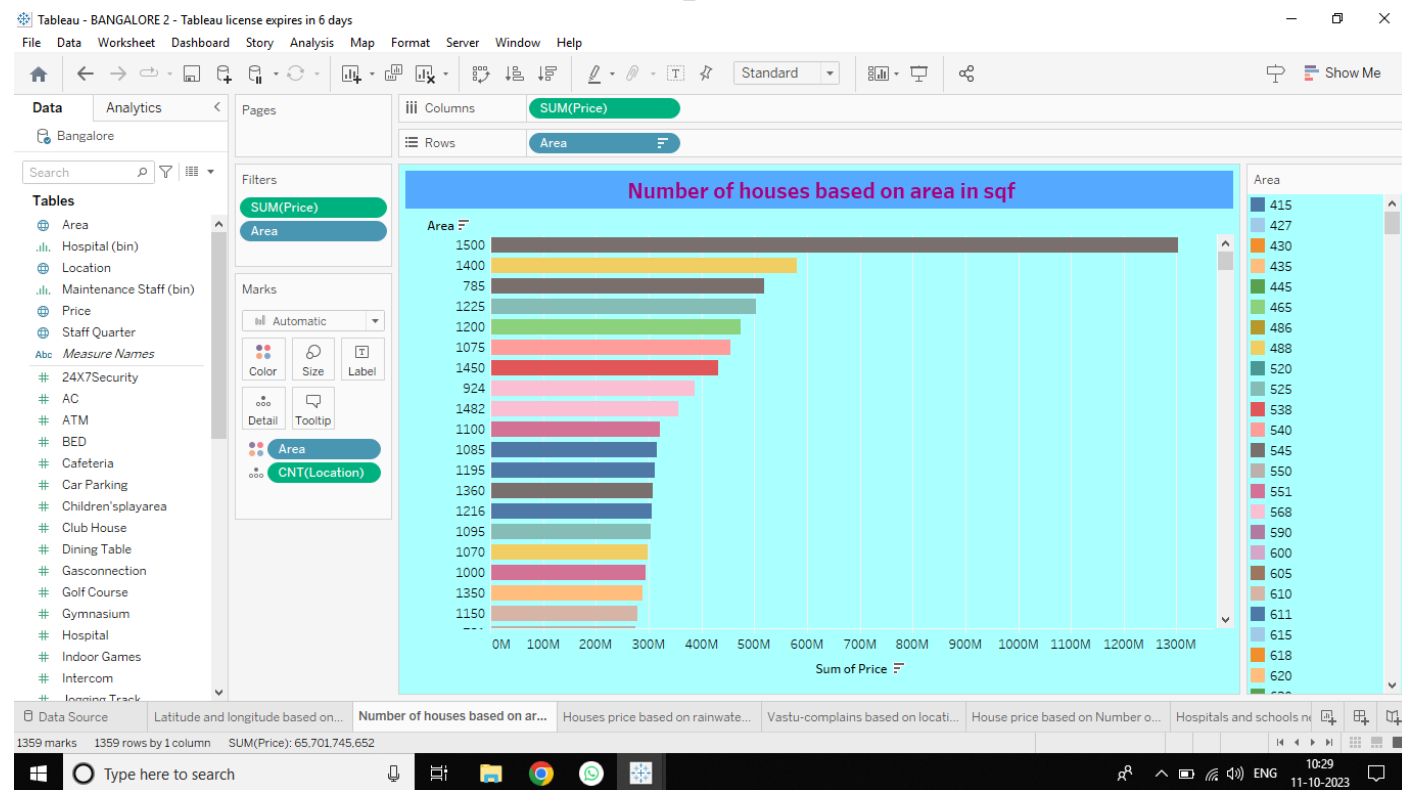 Tableau - BANGALORE 2 - Tableau license expires in 6 days
File Data Worksheet Dashboard Story Analysis Map Format Server Window Help
Standard
Show Me
Data Analytics
Bangalore
Search
Tables
Area
Hospital (bin)
Location
Maintenance Staff (bin)
Price
Staff Quarter
Abc Measure Names
# 24X7Security
# AC
# ATM
# BED
# Cafeteria
# Car Parking
# Children'splayarea
# Club House
# Dining Table
# Gasconnection
# Golf Course
# Gymnasium
# Hospital
# Indoor Games
# Intercom
# Jogging Track
Pages
Filters
SUM(Price)
Area
Marks
Automatic
Color Size Label
Detail Tooltip
Area
CNT(Location)
Columns SUM(Price)
Rows Area
Number of houses based on area in sqf
Area
1500
1400
785
1225
1200
1075
1450
924
1482
1100
1085
1195
1360
1216
1095
1070
1000
1350
1150
0M 100M 200M 300M 400M 500M 600M 700M 800M 900M 1000M 1100M 1200M 1300M
Sum of Price
Area
415
427
430
435
445
465
486
488
520
525
538
540
545
550
551
568
590
600
605
610
611
615
618
620
Data Source Latitude and longitude based on... Number of houses based on ar... Houses price based on rainwate... Vastu-complains based on locati... House price based on Number o... Hospitals and schools
1359 marks 1359 rows by 1 column SUM(Price): 65,701,745,652
Type here to search
ENG
10:29
11-10-2023